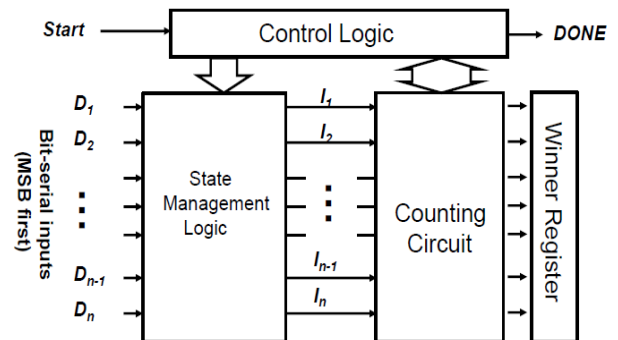 Start
Control Logic
DONE
D1
D2
Dn-1
Dn
Bit-serial inputs
(MSB first)
State
Management
Logic
I1
I2
In-1
In
Counting
Circuit
Winner Register